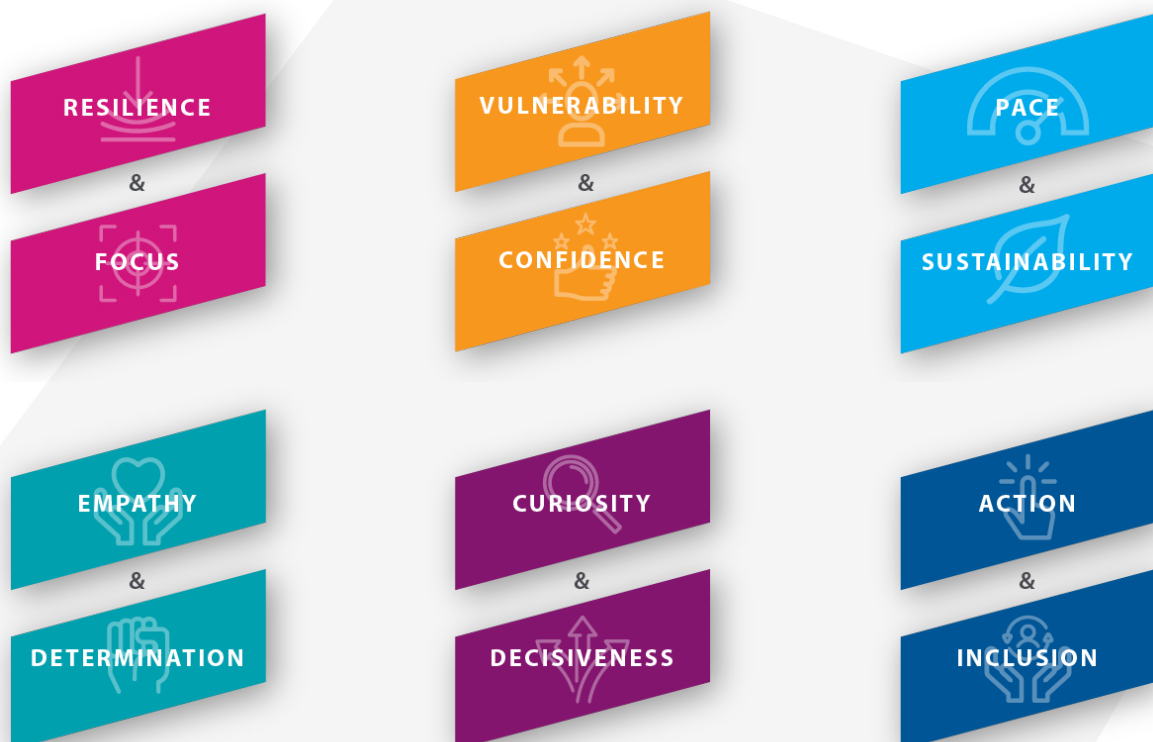 RESILIENCE
&
FOCUS
VULNERABILITY
&
CONFIDENCE
PACE
&
SUSTAINABILITY
EMPATHY
&
DETERMINATION
CURIOSITY
&
DECISIVENESS
ACTION
&
INCLUSION